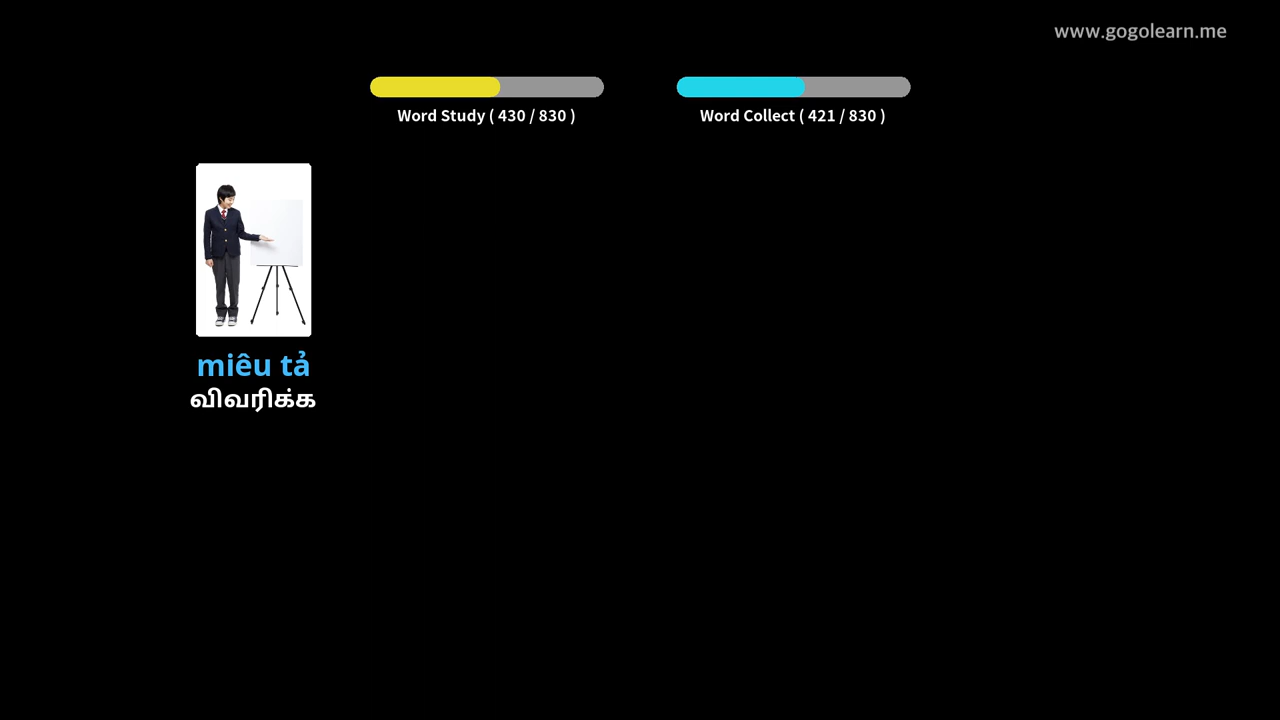 www.gogolearn.me
Word Study ( 430 / 830 )
Word Collect ( 421 / 830 )
miêu tả
விவரிக்க